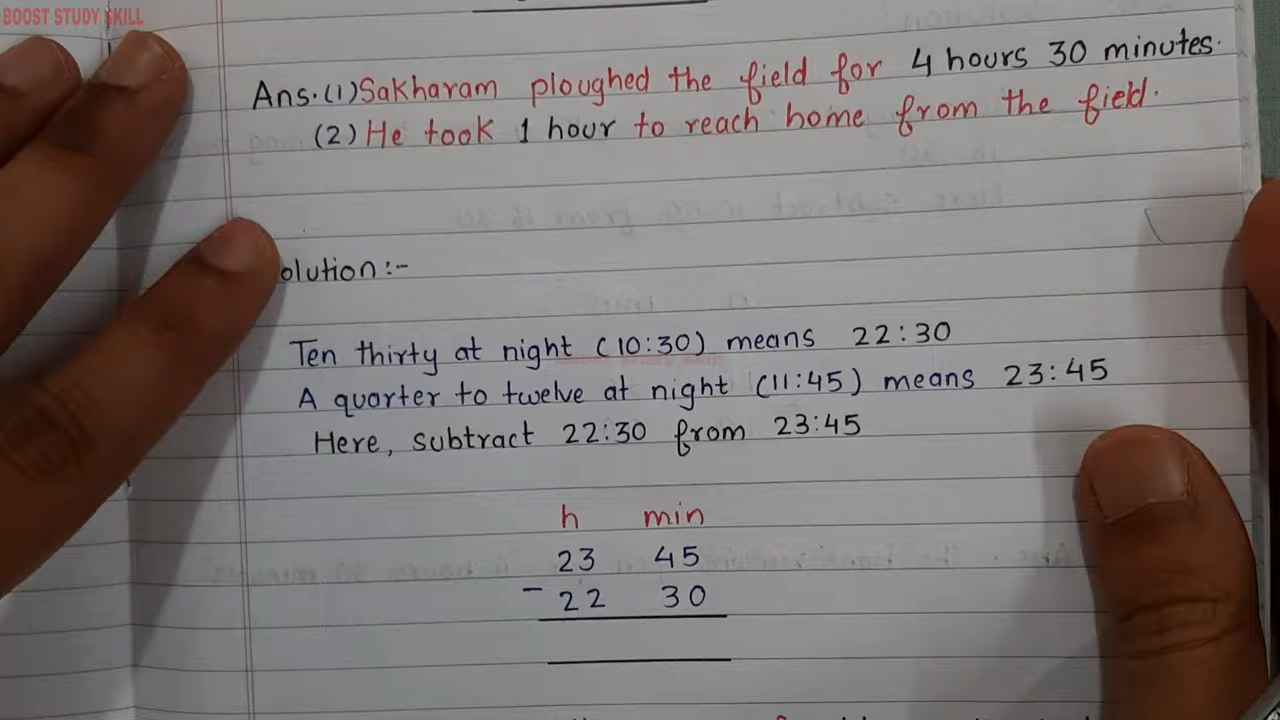 BOOST STUDY SKILL
Ans.(1) Sakharam ploughed the field for 4 hours 30 minutes.
(2) He took 1 hour to reach home from the field.
olution :-
Ten thirty at night (10:30) means 22:30
A quarter to twelve at night (11:45) means 23:45
Here, subtract 22:30 from 23:45
h min
23 45
- 22 30